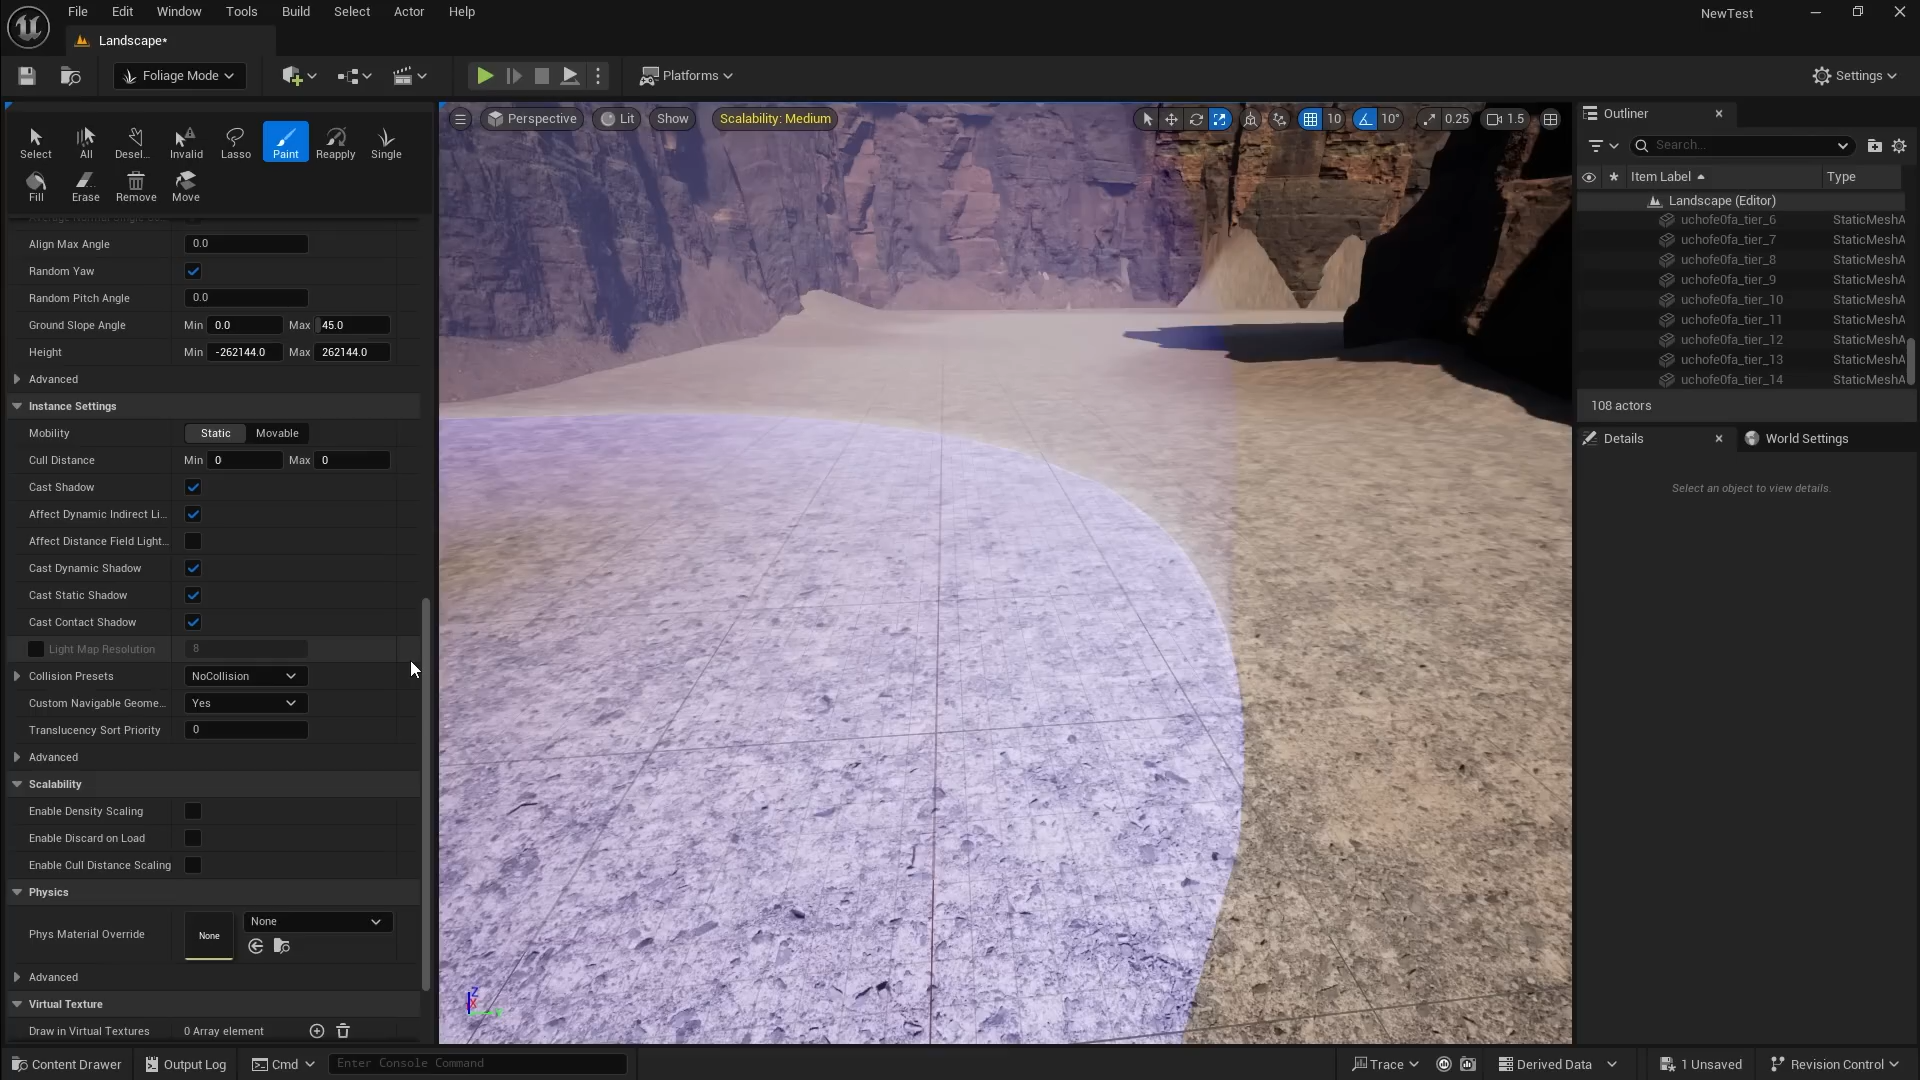 File Edit Window Tools Build Select Actor Help
NewTest
Landscape*
Foliage Mode
Platforms
Settings
Select All Desel... Invalid Lasso Paint Reapply Single
Fill Erase Remove Move
Align Max Angle 0.0
Random Yaw
Random Pitch Angle 0.0
Ground Slope Angle Min 0.0 Max 45.0
Height Min -262144.0 Max 262144.0
Advanced
Instance Settings
Mobility Static Movable
Cull Distance Min 0 Max 0
Cast Shadow
Affect Dynamic Indirect Li...
Affect Distance Field Light...
Cast Dynamic Shadow
Cast Static Shadow
Cast Contact Shadow
Light Map Resolution 8
Collision Presets NoCollision
Custom Navigable Geome... Yes
Translucency Sort Priority 0
Advanced
Scalability
Enable Density Scaling
Enable Discard on Load
Enable Cull Distance Scaling
Physics
Phys Material Override None None
Advanced
Virtual Texture
Draw in Virtual Textures 0 Array element
Perspective Lit Show Scalability: Medium 10 10° 0.25 1.5
Z
X
Outliner
Search...
Item Label Type
Landscape (Editor)
uchofe0fa_tier_6 StaticMeshA
uchofe0fa_tier_7 StaticMeshA
uchofe0fa_tier_8 StaticMeshA
uchofe0fa_tier_9 StaticMeshA
uchofe0fa_tier_10 StaticMeshA
uchofe0fa_tier_11 StaticMeshA
uchofe0fa_tier_12 StaticMeshA
uchofe0fa_tier_13 StaticMeshA
uchofe0fa_tier_14 StaticMeshA
108 actors
Details World Settings
Select an object to view details.
Content Drawer Output Log Cmd Enter Console Command Trace Derived Data 1 Unsaved Revision Control